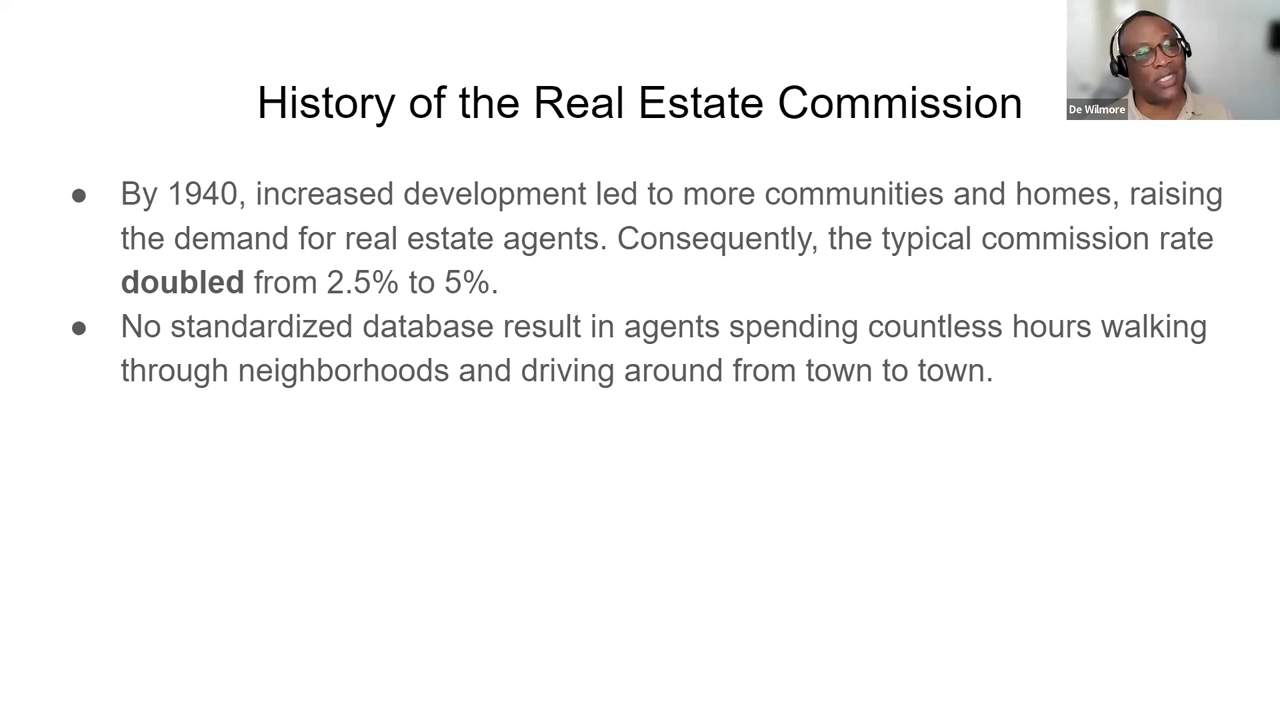 History of the Real Estate Commission
De Wilmore
● By 1940, increased development led to more communities and homes, raising
the demand for real estate agents. Consequently, the typical commission rate
doubled from 2.5% to 5%.
● No standardized database result in agents spending countless hours walking
through neighborhoods and driving around from town to town.